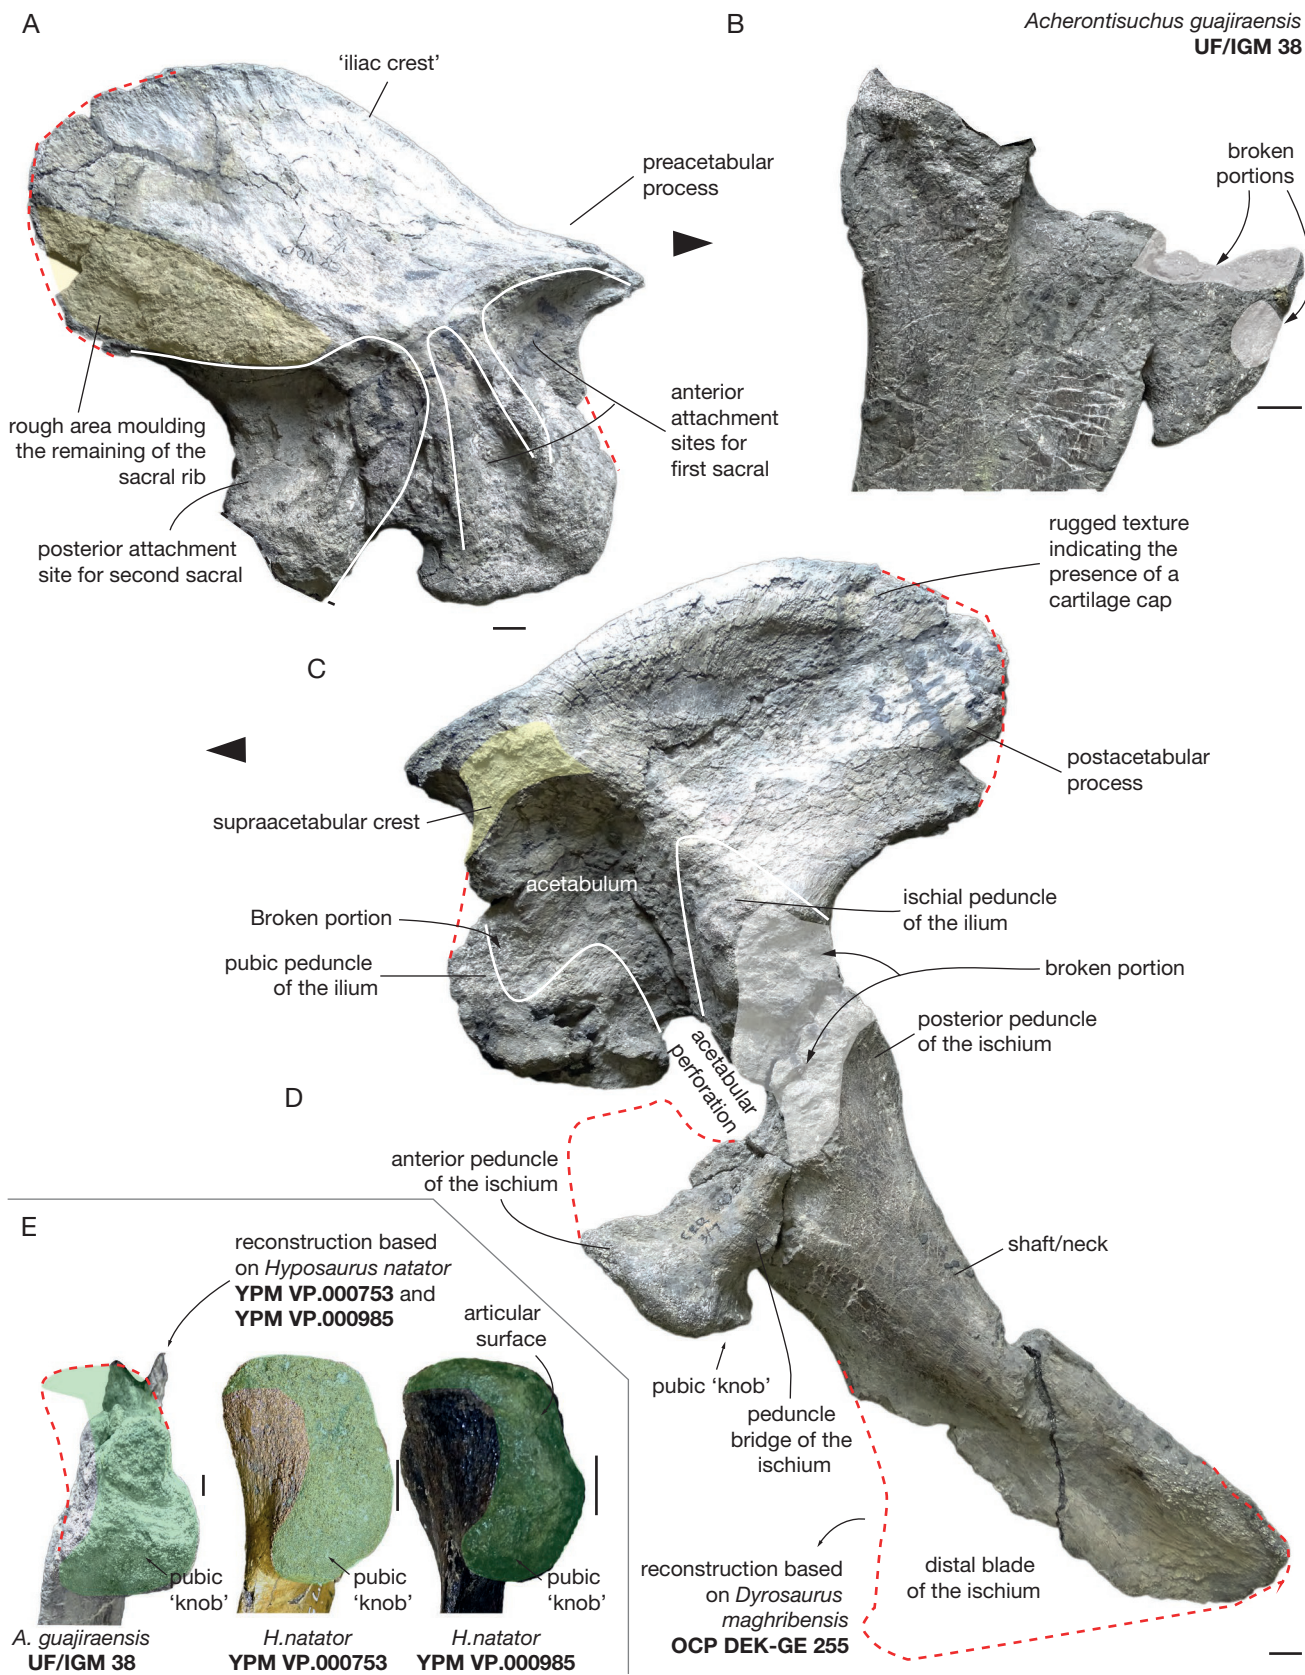 A
'iliac crest'
preacetabular
process
rough area moulding
the remaining of the
sacral rib
posterior attachment
site for second sacral
anterior
attachment
sites for
first sacral
B
Acherontisuchus guajiraensis
UF/IGM 38
broken
portions
rugged texture
indicating the
presence of a
cartilage cap
C
postacetabular
process
supraacetabular crest
acetabulum
Broken portion
pubic peduncle
of the ilium
ischial peduncle
of the ilium
broken portion
posterior peduncle
of the ischium
acetabular
perforation
D
anterior peduncle
of the ischium
shaft/neck
pubic 'knob'
peduncle
bridge of the
ischium
reconstruction based
on Dyrosaurus
maghribensis
OCP DEK-GE 255
distal blade
of the ischium
E
reconstruction based
on Hyposaurus natator
YPM VP.000753 and
YPM VP.000985
articular
surface
pubic
'knob'
pubic
'knob'
pubic
'knob'
A. guajiraensis
UF/IGM 38
H.natator
YPM VP.000753
H.natator
YPM VP.000985